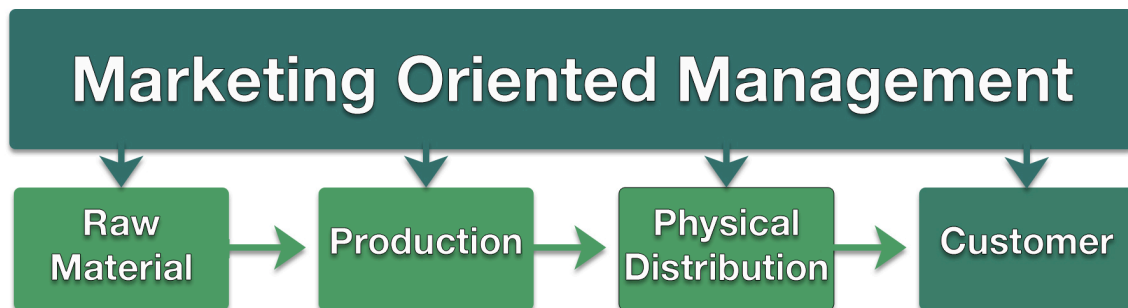 Marketing Oriented Management
Raw
Material
Production
Physical
Distribution
Customer